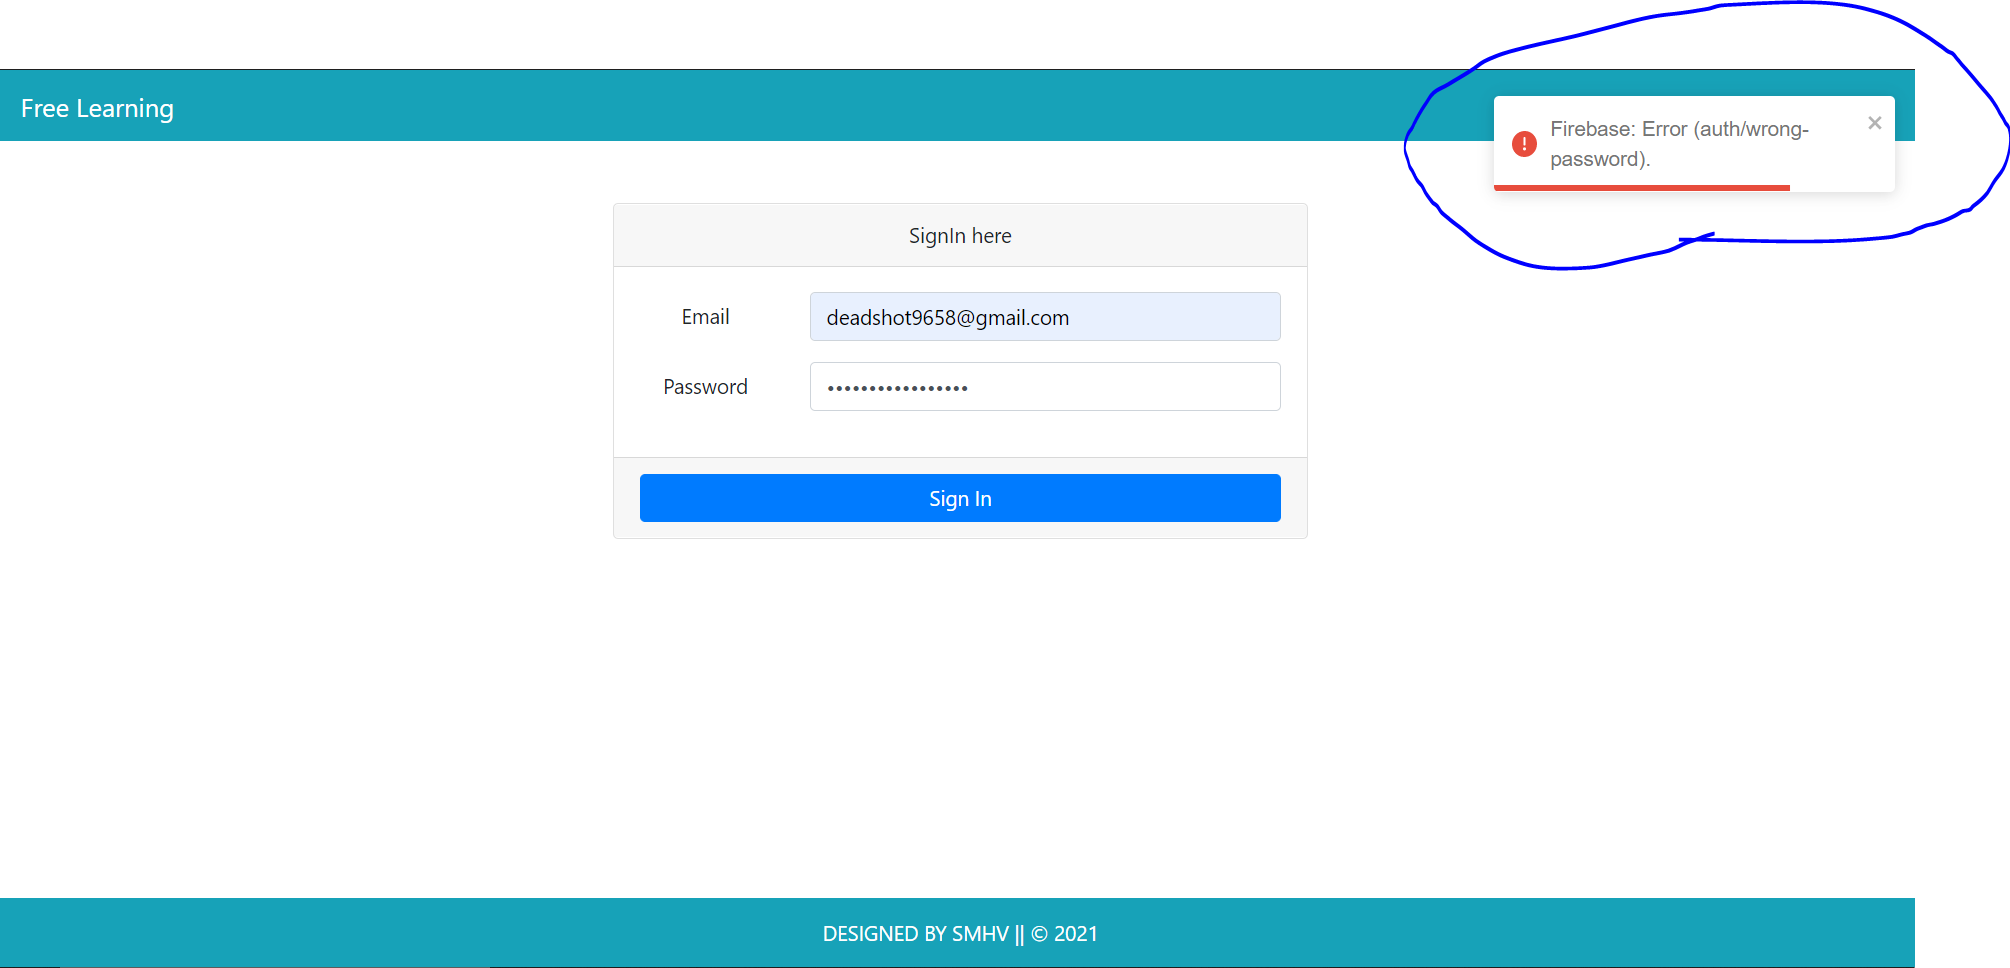 Free Learning
Firebase: Error (auth/wrong-
password).
SignIn here
Email
deadshot9658@gmail.com
Password
•••••••••••••••••
Sign In
DESIGNED BY SMHV || © 2021